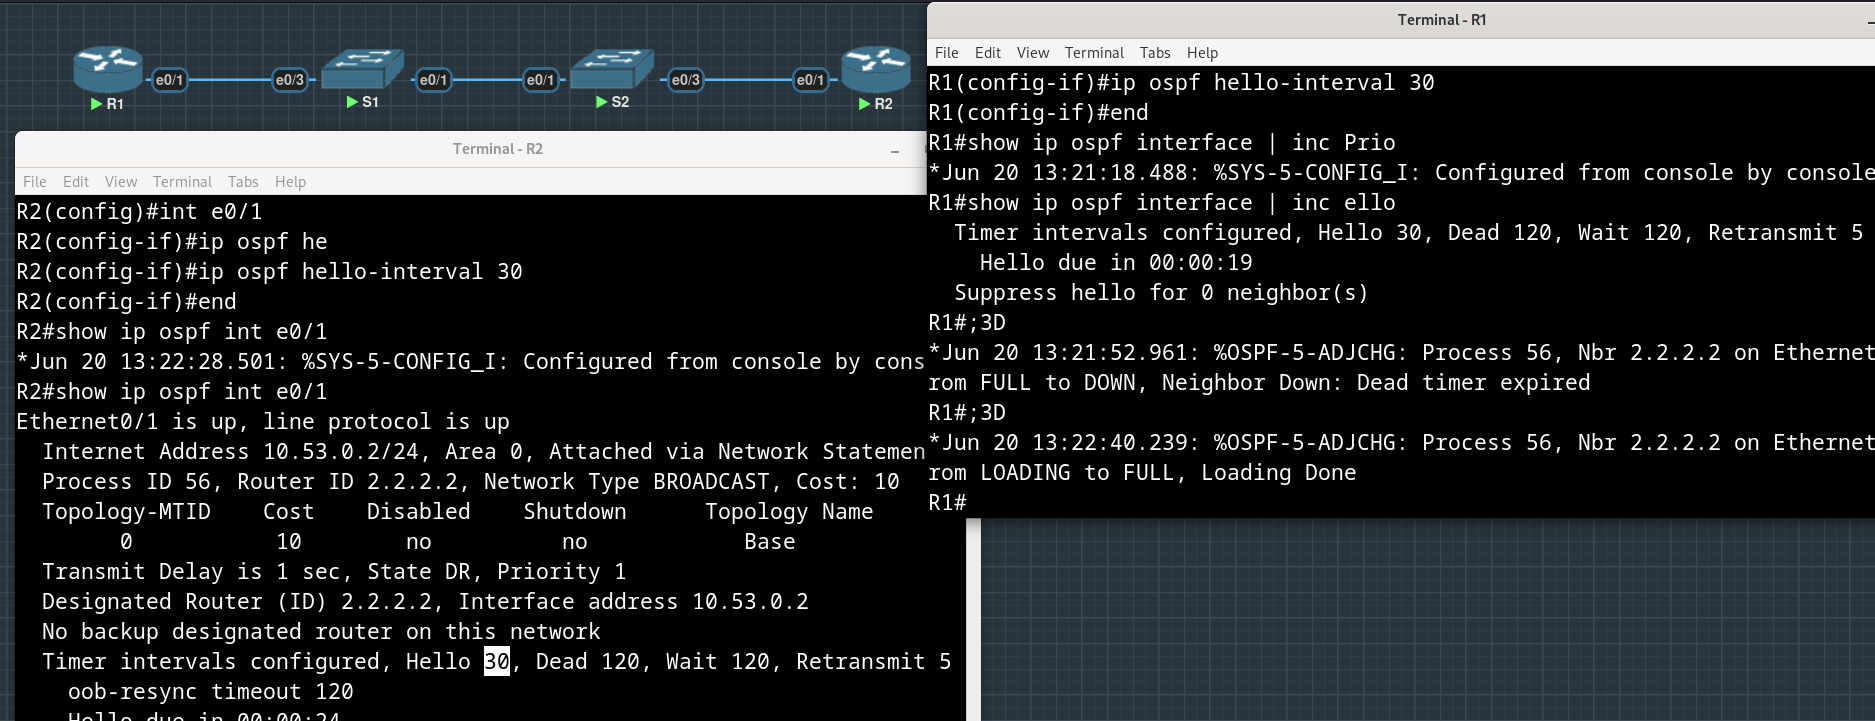 e0/1 e0/3 e0/1 e0/1 e0/3 e0/1
R1 S1 S2 R2
Terminal - R2
File Edit View Terminal Tabs Help
R2(config)#int e0/1
R2(config-if)#ip ospf he
R2(config-if)#ip ospf hello-interval 30
R2(config-if)#end
R2#show ip ospf int e0/1
*Jun 20 13:22:28.501: %SYS-5-CONFIG_I: Configured from console by cons
R2#show ip ospf int e0/1
Ethernet0/1 is up, line protocol is up
  Internet Address 10.53.0.2/24, Area 0, Attached via Network Statemen
  Process ID 56, Router ID 2.2.2.2, Network Type BROADCAST, Cost: 10
  Topology-MTID    Cost    Disabled    Shutdown      Topology Name
        0           10        no          no            Base
  Transmit Delay is 1 sec, State DR, Priority 1
  Designated Router (ID) 2.2.2.2, Interface address 10.53.0.2
  No backup designated router on this network
  Timer intervals configured, Hello 30, Dead 120, Wait 120, Retransmit 5
    oob-resync timeout 120
    Hello due in 00:00:24
Terminal - R1
File Edit View Terminal Tabs Help
R1(config-if)#ip ospf hello-interval 30
R1(config-if)#end
R1#show ip ospf interface | inc Prio
*Jun 20 13:21:18.488: %SYS-5-CONFIG_I: Configured from console by console
R1#show ip ospf interface | inc ello
  Timer intervals configured, Hello 30, Dead 120, Wait 120, Retransmit 5
    Hello due in 00:00:19
  Suppress hello for 0 neighbor(s)
R1#;3D
*Jun 20 13:21:52.961: %OSPF-5-ADJCHG: Process 56, Nbr 2.2.2.2 on Ethernet
rom FULL to DOWN, Neighbor Down: Dead timer expired
R1#;3D
*Jun 20 13:22:40.239: %OSPF-5-ADJCHG: Process 56, Nbr 2.2.2.2 on Ethernet
rom LOADING to FULL, Loading Done
R1#